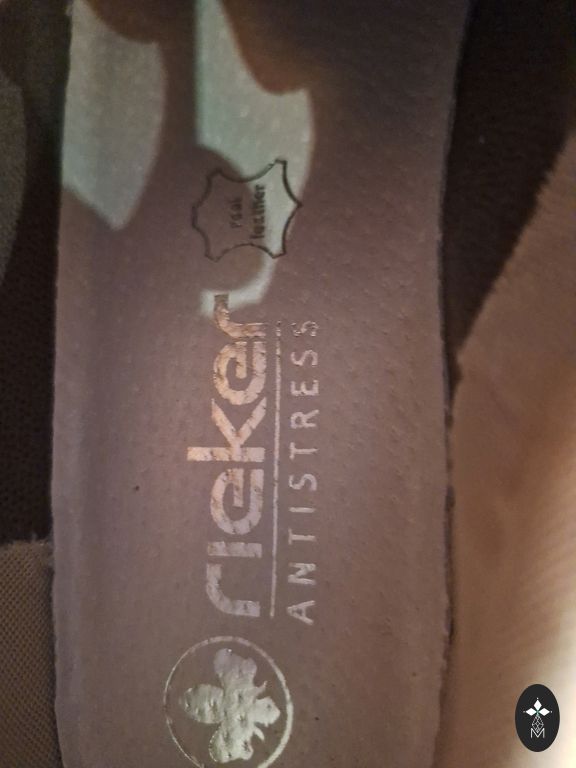 real
leather
rieker
ANTISTRESS
M